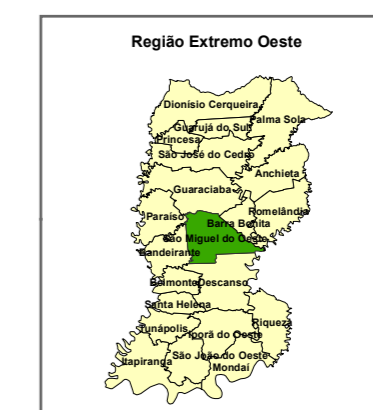 Região Extremo Oeste
Dionísio Cerqueira
Palma Sola
Guarujá do Sul
Princesa
São José do Cedro
Anchieta
Guaraciaba
Romelândia
Paraíso
Barra Bonita
São Miguel do Oeste
Bandeirante
Belmonte
Descanso
Santa Helena
Riqueza
Tunápolis
Iporã do Oeste
São João do Oeste
Itapiranga
Mondaí